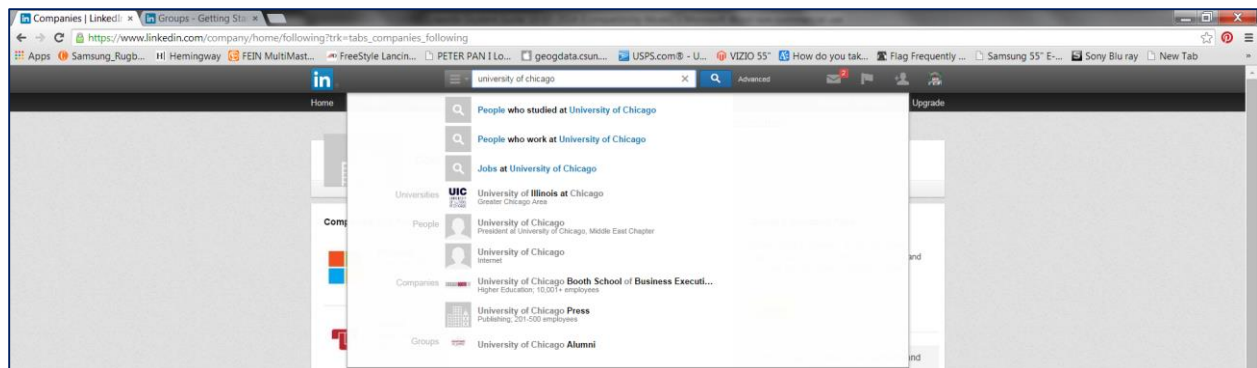 Companies | LinkedIn
Groups - Getting Sta
https://www.linkedin.com/company/home/following?trk=tabs_companies_following
Apps Samsung_Rugb... Hemingway FEIN MultiMast... FreeStyle Lancin... PETER PAN I Lo... geogdata.csun... USPS.com® - U... VIZIO 55" How do you tak... Flag Frequently ... Samsung 55" E-... Sony Blu ray New Tab
in university of chicago Advanced 2
Home Upgrade
People who studied at University of Chicago
People who work at University of Chicago
Jobs at University of Chicago
Universities UIC University of Illinois at Chicago
Greater Chicago Area
Comp People University of Chicago
President at University of Chicago, Middle East Chapter
University of Chicago
Internet
and
Companies University of Chicago Booth School of Business Executi...
Higher Education; 10,001+ employees
University of Chicago Press
Publishing; 201-500 employees
Groups University of Chicago Alumni
and